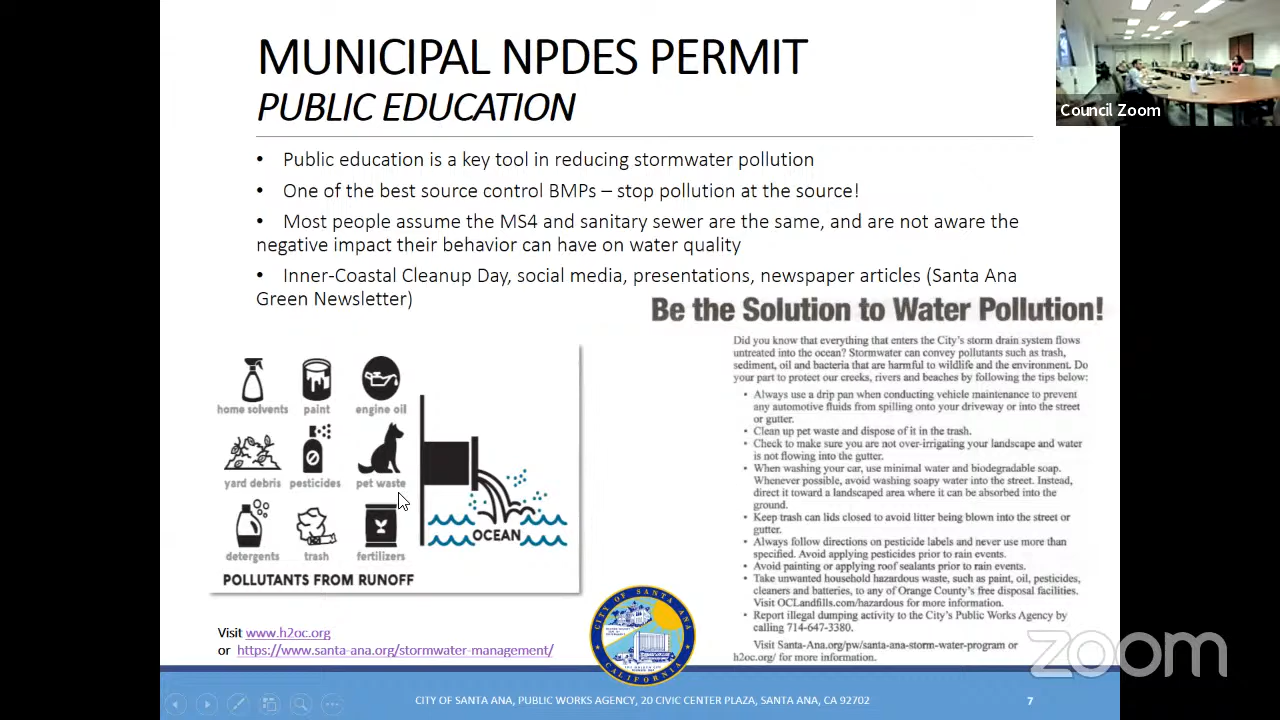 MUNICIPAL NPDES PERMIT
PUBLIC EDUCATION
Council Zoom
• Public education is a key tool in reducing stormwater pollution
• One of the best source control BMPs – stop pollution at the source!
• Most people assume the MS4 and sanitary sewer are the same, and are not aware the
negative impact their behavior can have on water quality
• Inner-Coastal Cleanup Day, social media, presentations, newspaper articles (Santa Ana
Green Newsletter)
Be the Solution to Water Pollution!
Did you know that everything that enters the City's storm drain system flows
untreated into the ocean? Stormwater can convey pollutants such as trash,
sediment, oil and bacteria that are harmful to wildlife and the environment. Do
your part to protect our creeks, rivers and beaches by following the tips below:
• Always use a drip pan when conducting vehicle maintenance to prevent
any automotive fluids from spilling onto your driveway or into the street
or gutter.
• Clean up pet waste and dispose of it in the trash.
• Check to make sure you are not over-irrigating your landscape and water
is not flowing into the gutter.
• When washing your car, use minimal water and biodegradable soap.
Whenever possible, avoid washing soapy water into the street. Instead,
direct it toward a landscaped area where it can be absorbed into the
ground.
• Keep trash can lids closed to avoid litter being blown into the street or
gutter.
• Always follow directions on pesticide labels and never use more than
specified. Avoid applying pesticides prior to rain events.
• Avoid painting or applying roof sealants prior to rain events.
• Take unwanted household hazardous waste, such as paint, oil, pesticides,
cleaners and batteries, to any of Orange County's free disposal facilities.
Visit OCLandfills.com/hazardous for more information.
• Report illegal dumping activity to the City's Public Works Agency by
calling 714-647-3380.
Visit Santa-Ana.org/pw/santa-ana-storm-water-program or
h2oc.org/ for more information.
home solvents paint engine oil
yard debris pesticides pet waste
detergents trash fertilizers
OCEAN
POLLUTANTS FROM RUNOFF
Visit www.h2oc.org
or https://www.santa-ana.org/stormwater-management/
CITY OF SANTA ANA
CALIFORNIA
zoom
CITY OF SANTA ANA, PUBLIC WORKS AGENCY, 20 CIVIC CENTER PLAZA, SANTA ANA, CA 92702
7